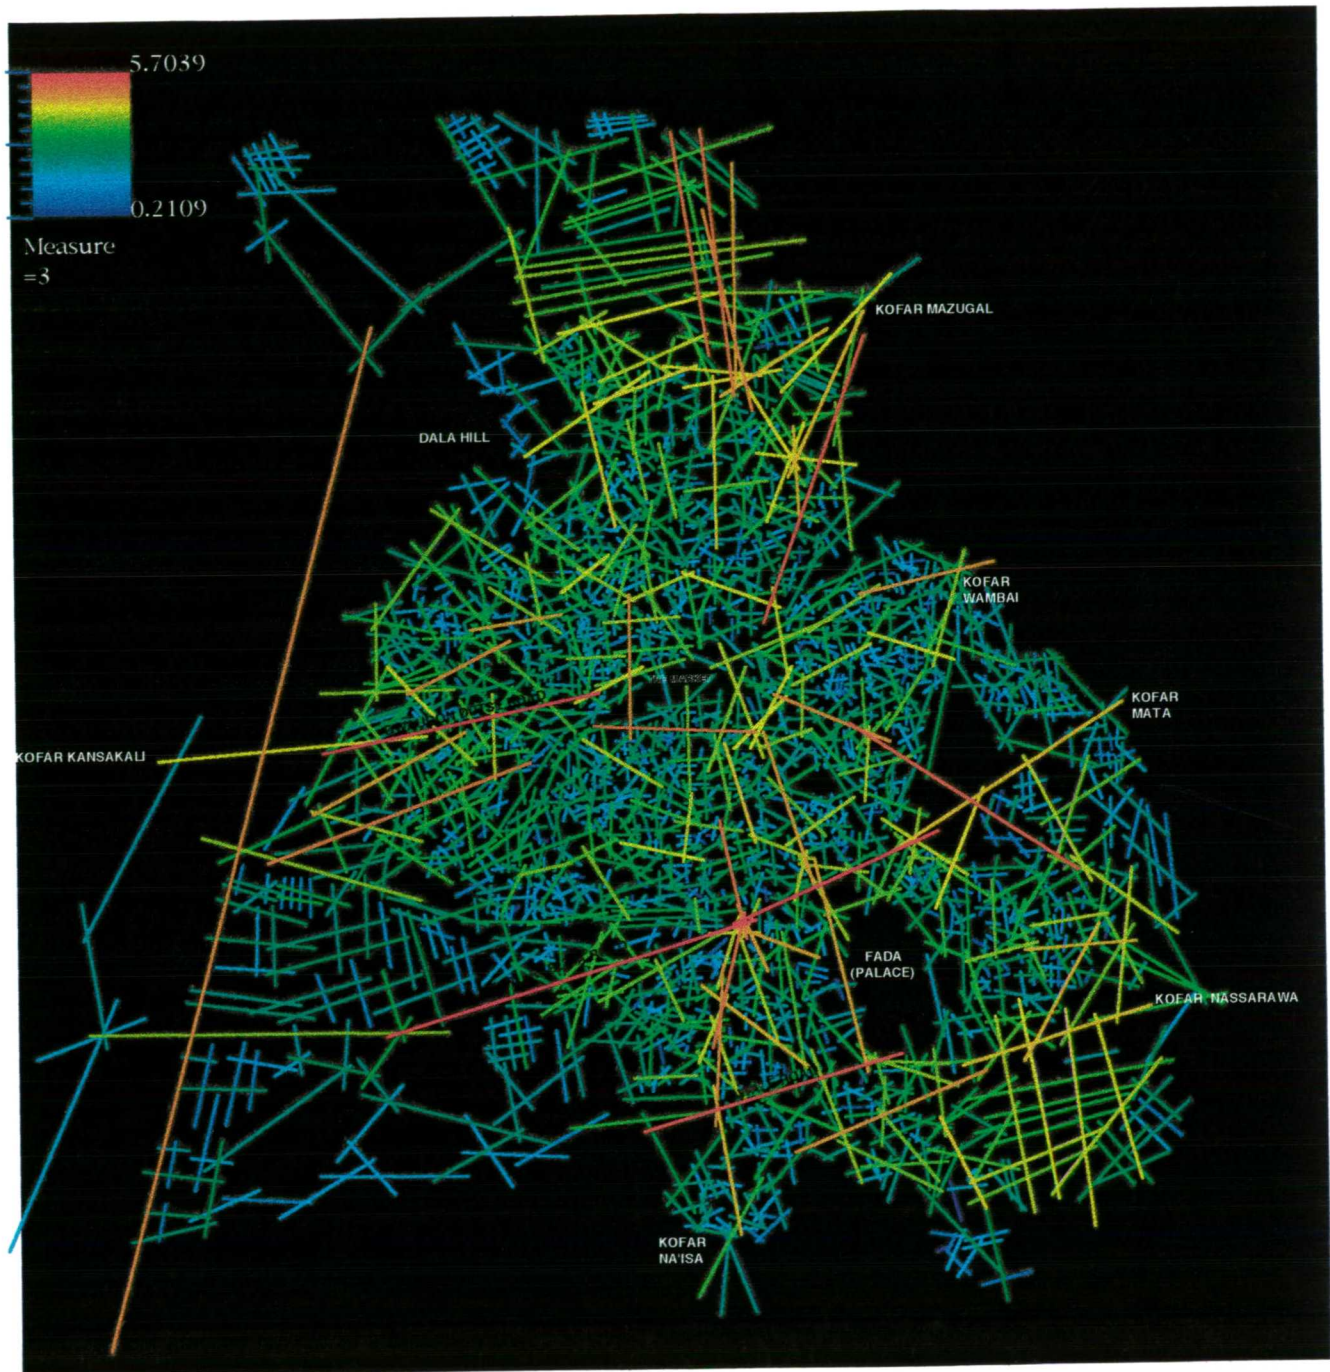 5.7039
0.2109
Measure
=3
KOFAR MAZUGAL
DALA HILL
KOFAR
WAMBAI
KOFAR
MATA
KOFAR KANSAKALI
FADA
(PALACE)
KOFAR NASSARAWA
KOFAR
NA'ISA